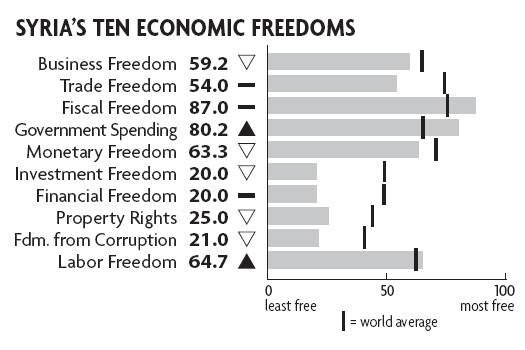 SYRIA'S TEN ECONOMIC FREEDOMS
Business Freedom 59.2
Trade Freedom 54.0
Fiscal Freedom 87.0
Government Spending 80.2
Monetary Freedom 63.3
Investment Freedom 20.0
Financial Freedom 20.0
Property Rights 25.0
Fdm. from Corruption 21.0
Labor Freedom 64.7
0 50 100
least free most free
= world average